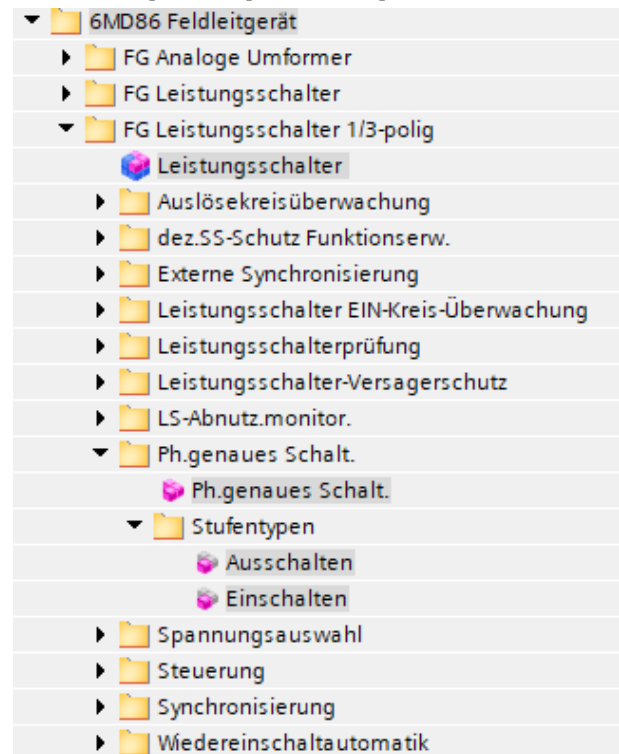 6MD86 Feldleitgerät
FG Analoge Umformer
FG Leistungsschalter
FG Leistungsschalter 1/3-polig
Leistungsschalter
Auslösekreisüberwachung
dez.SS-Schutz Funktionserw.
Externe Synchronisierung
Leistungsschalter EIN-Kreis-Überwachung
Leistungsschalterprüfung
Leistungsschalter-Versagerschutz
LS-Abnutz.monitor.
Ph.genaues Schalt.
Ph.genaues Schalt.
Stufentypen
Ausschalten
Einschalten
Spannungsauswahl
Steuerung
Synchronisierung
Wiedereinschaltautomatik